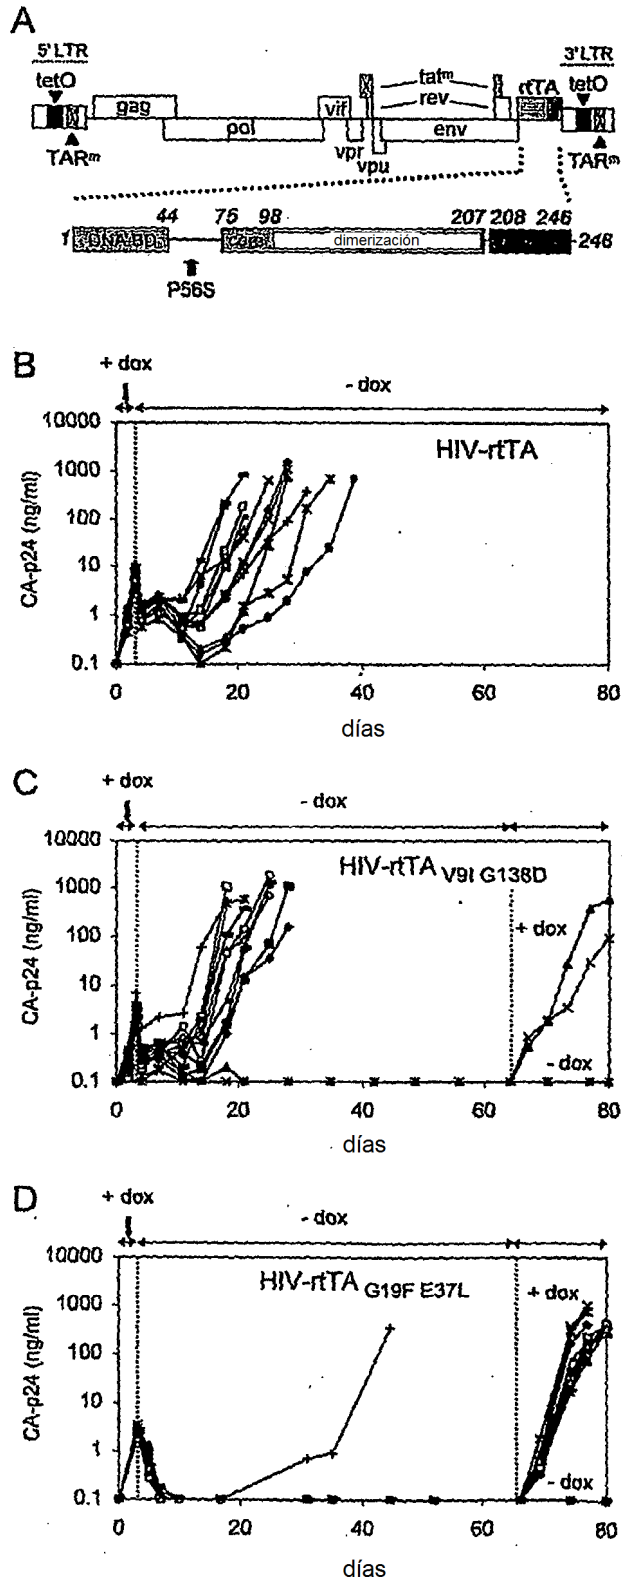 A
5' LTR
3' LTR
tetO
tat^m
rtTA
tetO
gag
vif
rev
pol
env
vpr
vpu
TAR^m
TAR^m
44 75 98 207 208 246
1 DNA BD core dimerización -248
P56S
B
+ dox
- dox
10000
HIV-rtTA
1000
100
10
1
0.1
CA-p24 (ng/ml)
0 20 40 60 80
días
C
+ dox
- dox
10000
HIV-rtTA V9I G138D
1000
+ dox
100
10
1
- dox
0.1
CA-p24 (ng/ml)
0 20 40 60 80
días
D
+ dox
- dox
10000
HIV-rtTA G19F E37L
+ dox
1000
100
10
1
- dox
0.1
CA-p24 (ng/ml)
0 20 40 60 80
días